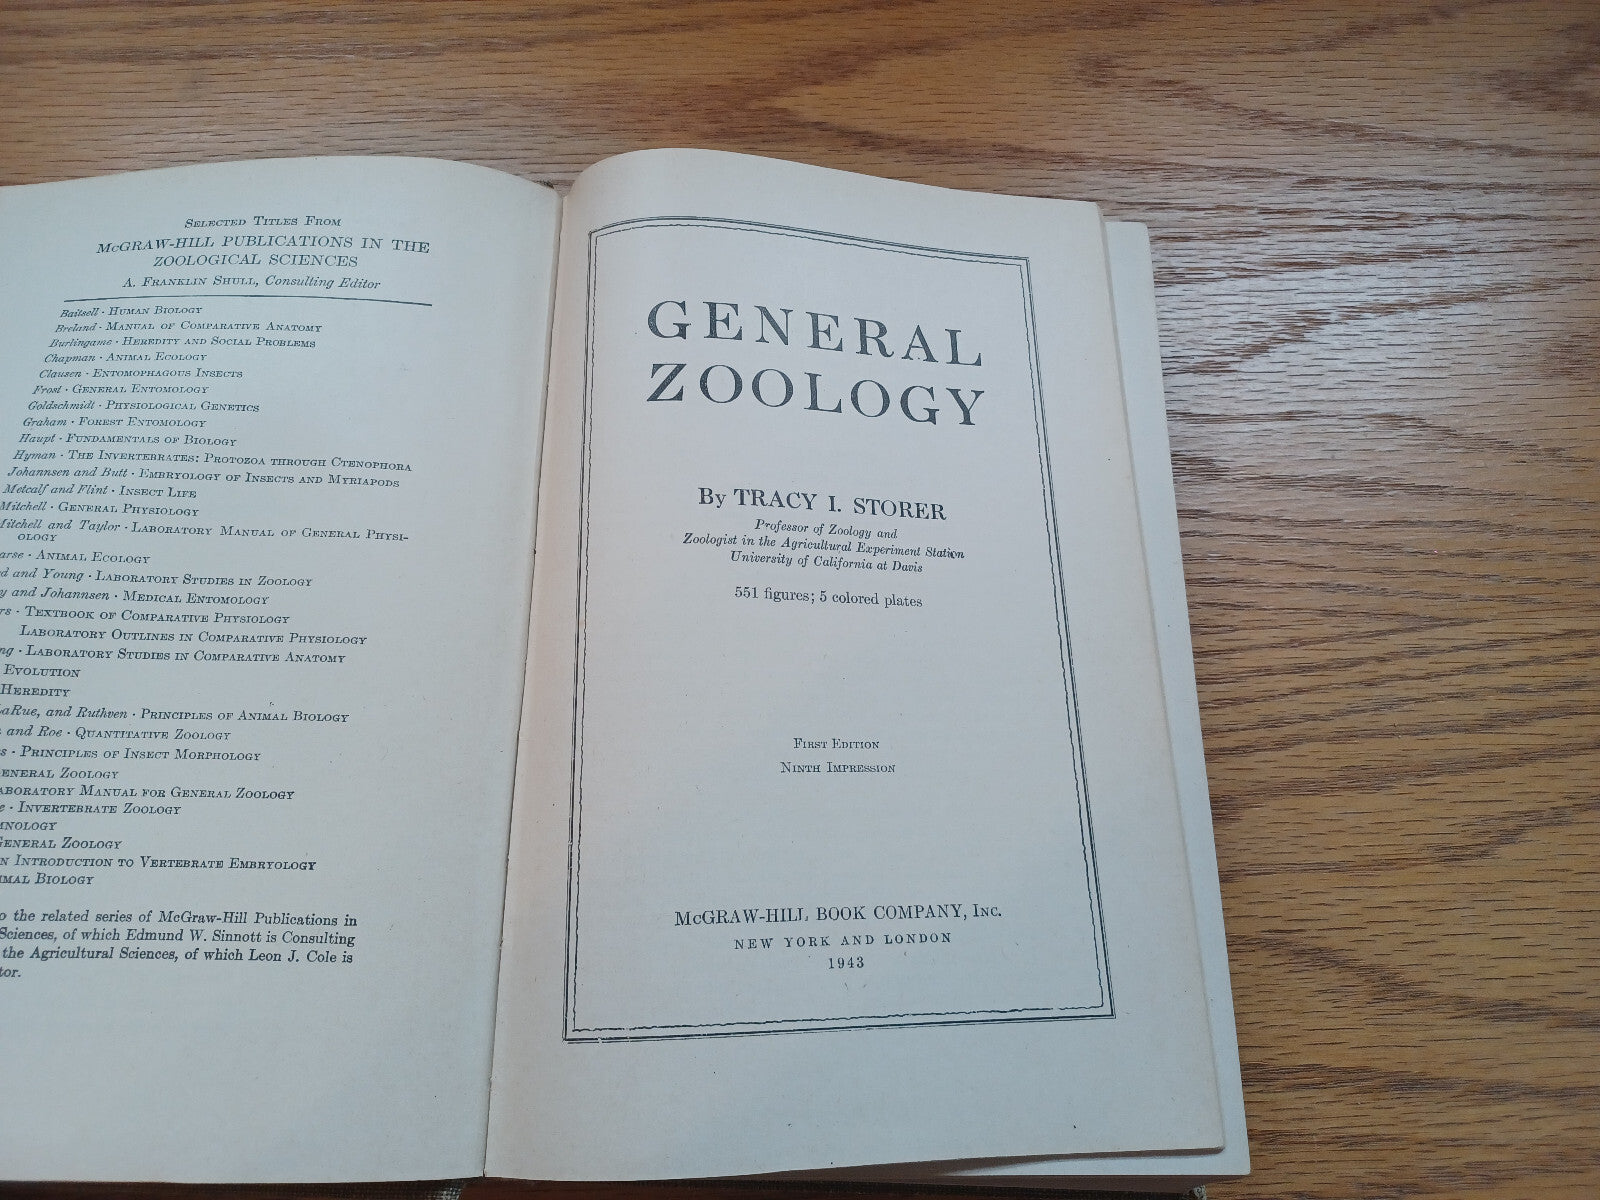 SELECTED TITLES FROM
McGRAW-HILL PUBLICATIONS IN THE
ZOOLOGICAL SCIENCES
A. FRANKLIN SHULL, Consulting Editor
Baitsell · HUMAN BIOLOGY
Breland · MANUAL OF COMPARATIVE ANATOMY
Burlingame · HEREDITY AND SOCIAL PROBLEMS
Chapman · ANIMAL ECOLOGY
Clausen · ENTOMOPHAGOUS INSECTS
Frost · GENERAL ENTOMOLOGY
Goldschmidt · PHYSIOLOGICAL GENETICS
Graham · FOREST ENTOMOLOGY
Haupt · FUNDAMENTALS OF BIOLOGY
Hyman · THE INVERTEBRATES: PROTOZOA THROUGH CTENOPHORA
Johannsen and Butt · EMBRYOLOGY OF INSECTS AND MYRIAPODS
Metcalf and Flint · INSECT LIFE
Mitchell · GENERAL PHYSIOLOGY
Mitchell and Taylor · LABORATORY MANUAL OF GENERAL PHYSI-
OLOGY
arse · ANIMAL ECOLOGY
d and Young · LABORATORY STUDIES IN ZOOLOGY
y and Johannsen · MEDICAL ENTOMOLOGY
rs · TEXTBOOK OF COMPARATIVE PHYSIOLOGY
LABORATORY OUTLINES IN COMPARATIVE PHYSIOLOGY
ng · LABORATORY STUDIES IN COMPARATIVE ANATOMY
EVOLUTION
HEREDITY
LaRue, and Ruthven · PRINCIPLES OF ANIMAL BIOLOGY
and Roe · QUANTITATIVE ZOOLOGY
s · PRINCIPLES OF INSECT MORPHOLOGY
ENERAL ZOOLOGY
ABORATORY MANUAL FOR GENERAL ZOOLOGY
e · INVERTEBRATE ZOOLOGY
MNOLOGY
GENERAL ZOOLOGY
N INTRODUCTION TO VERTEBRATE EMBRYOLOGY
IMAL BIOLOGY
o the related series of McGraw-Hill Publications in
Sciences, of which Edmund W. Sinnott is Consulting
the Agricultural Sciences, of which Leon J. Cole is
tor.
GENERAL
ZOOLOGY
By TRACY I. STORER
Professor of Zoology and
Zoologist in the Agricultural Experiment Station
University of California at Davis
551 figures; 5 colored plates
FIRST EDITION
NINTH IMPRESSION
McGRAW-HILL BOOK COMPANY, INC.
NEW YORK AND LONDON
1943